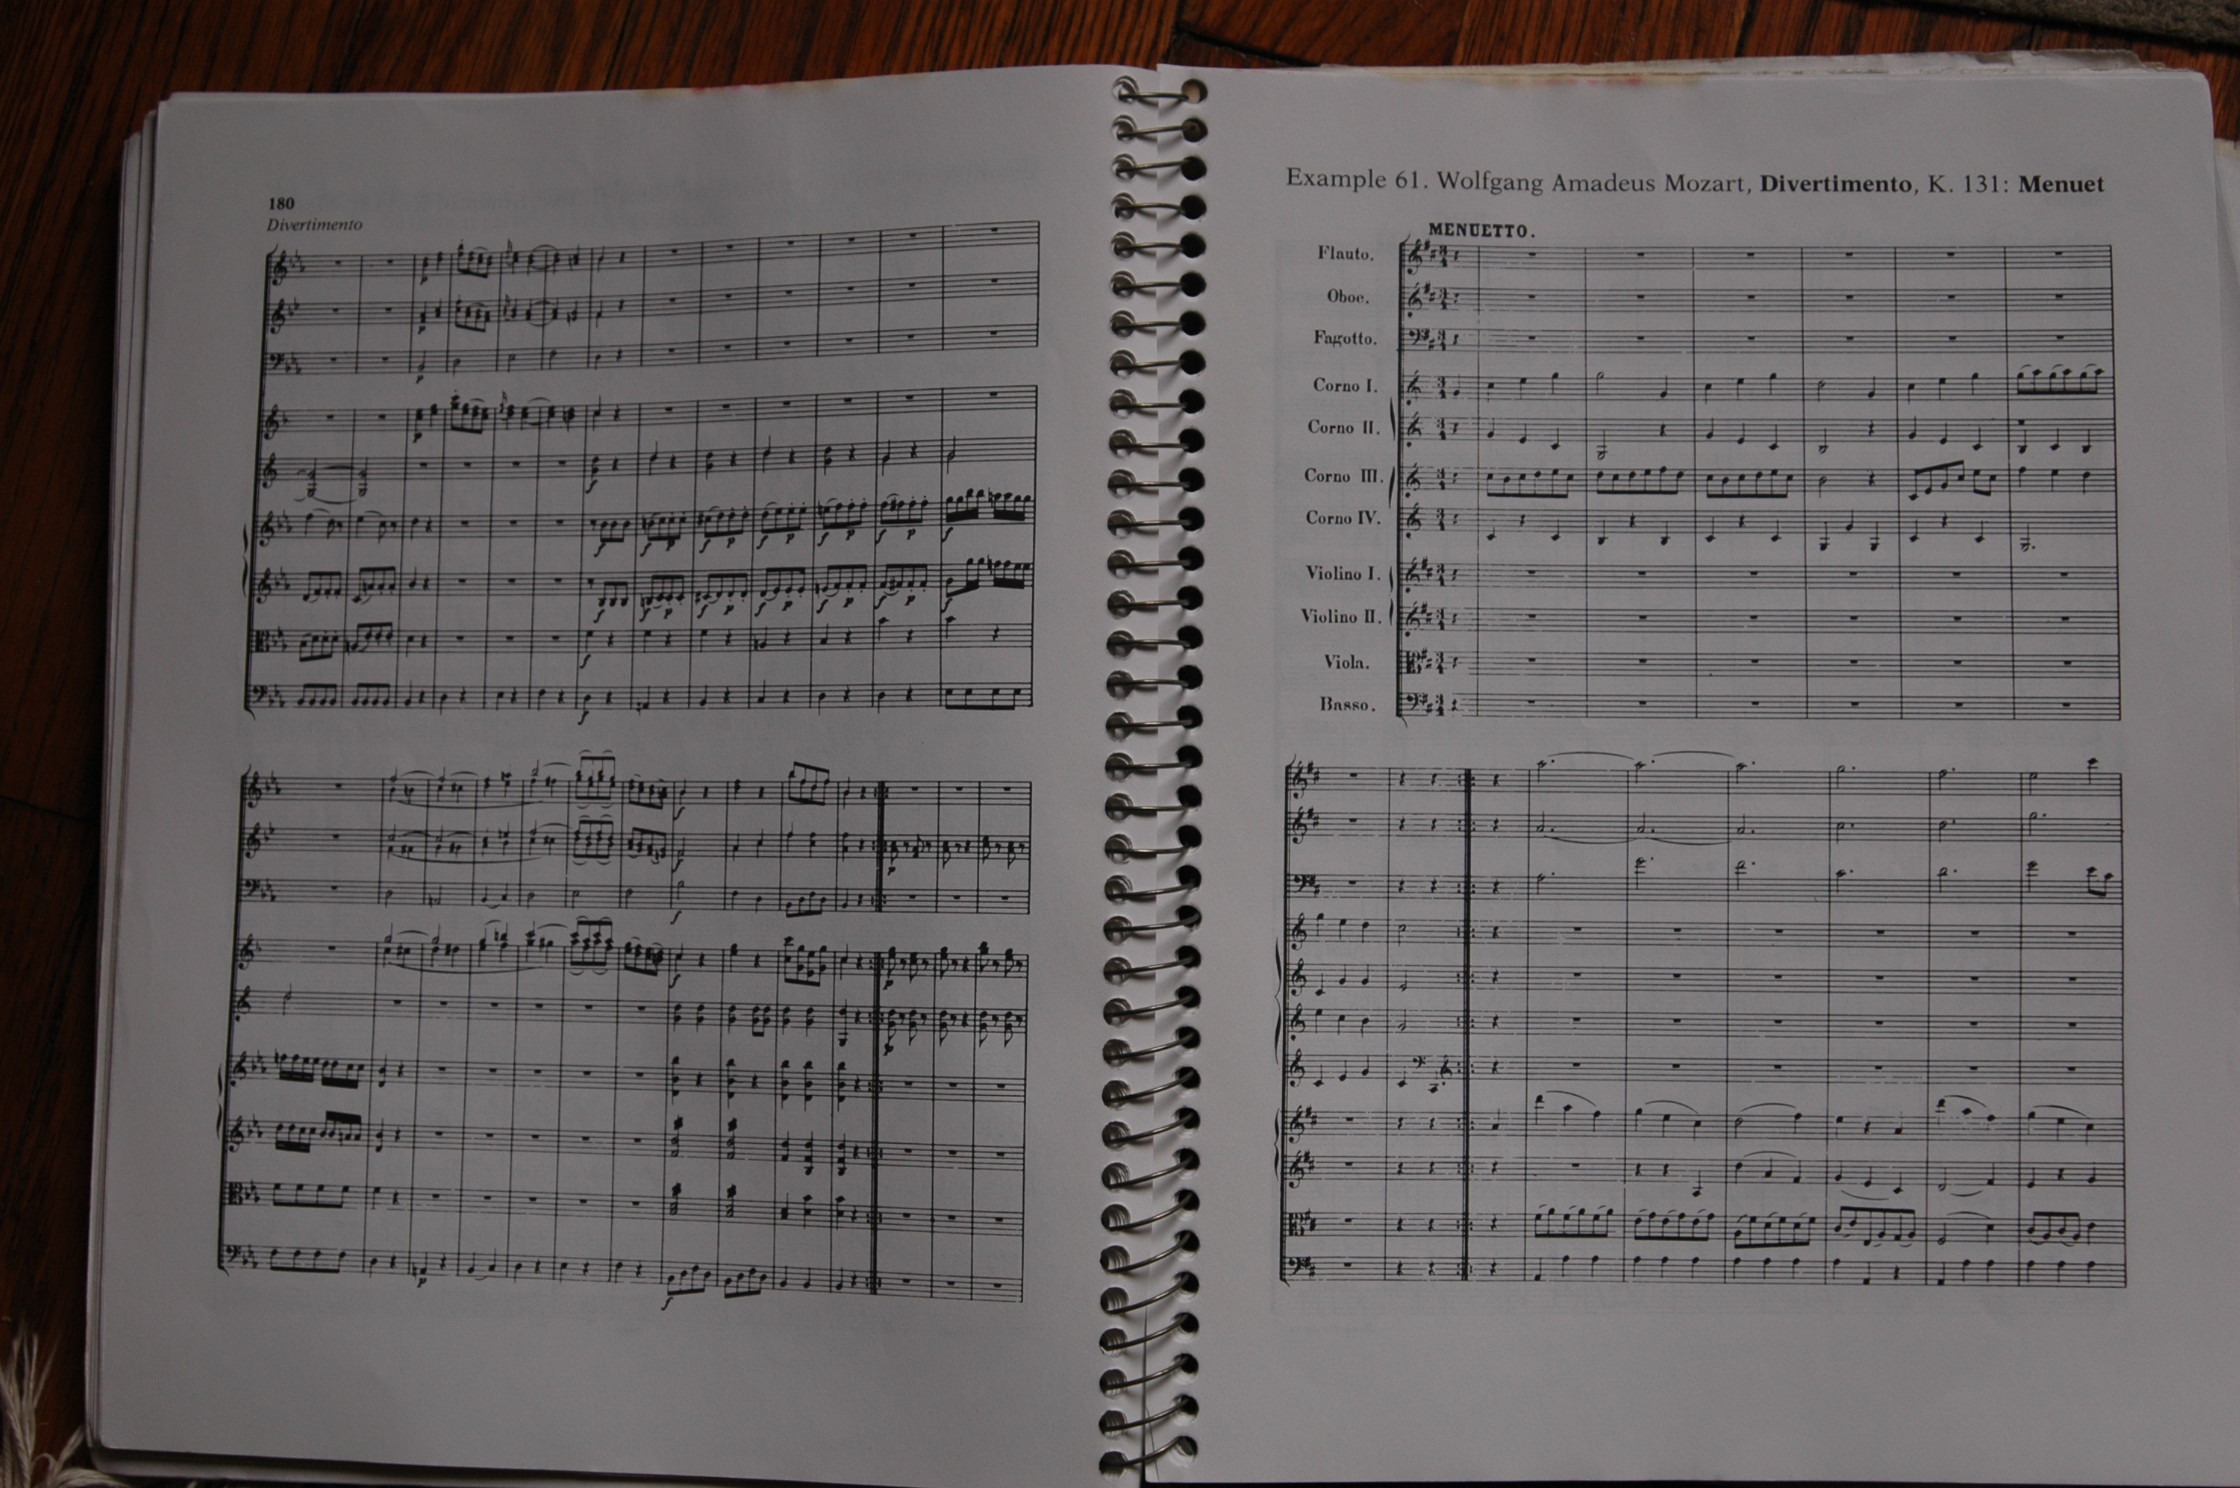 180
Divertimento
Example 61. Wolfgang Amadeus Mozart, Divertimento, K. 131: Menuet
MENUETTO.
Flauto.
Oboe.
Fagotto.
Corno I.
Corno II.
Corno III.
Corno IV.
Violino I.
Violino II.
Viola.
Basso.